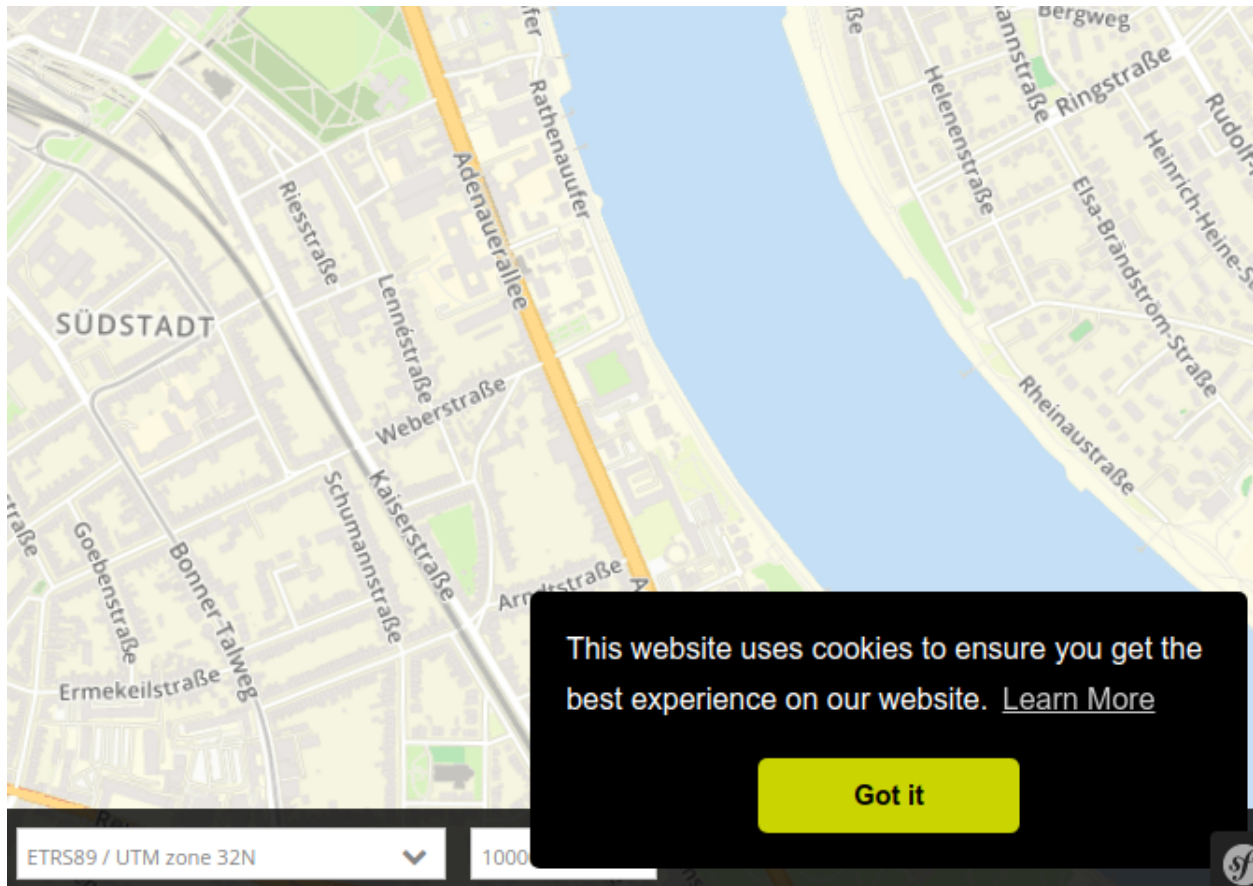 Bergweg
Ringstraße
Rathenauufer
Helenenstraße
Adenauerallee
Heinrich-Heine-S
Riesstraße
Elsa-Brändström-Straße
Lennéstraße
SÜDSTADT
Weberstraße
Rheinaustraße
Kaiserstraße
Schumannstraße
Goebenstraße
Bonner-Talweg
Arndtstraße
Ermekeilstraße
This website uses cookies to ensure you get the
best experience on our website. Learn More
Got it
ETRS89 / UTM zone 32N